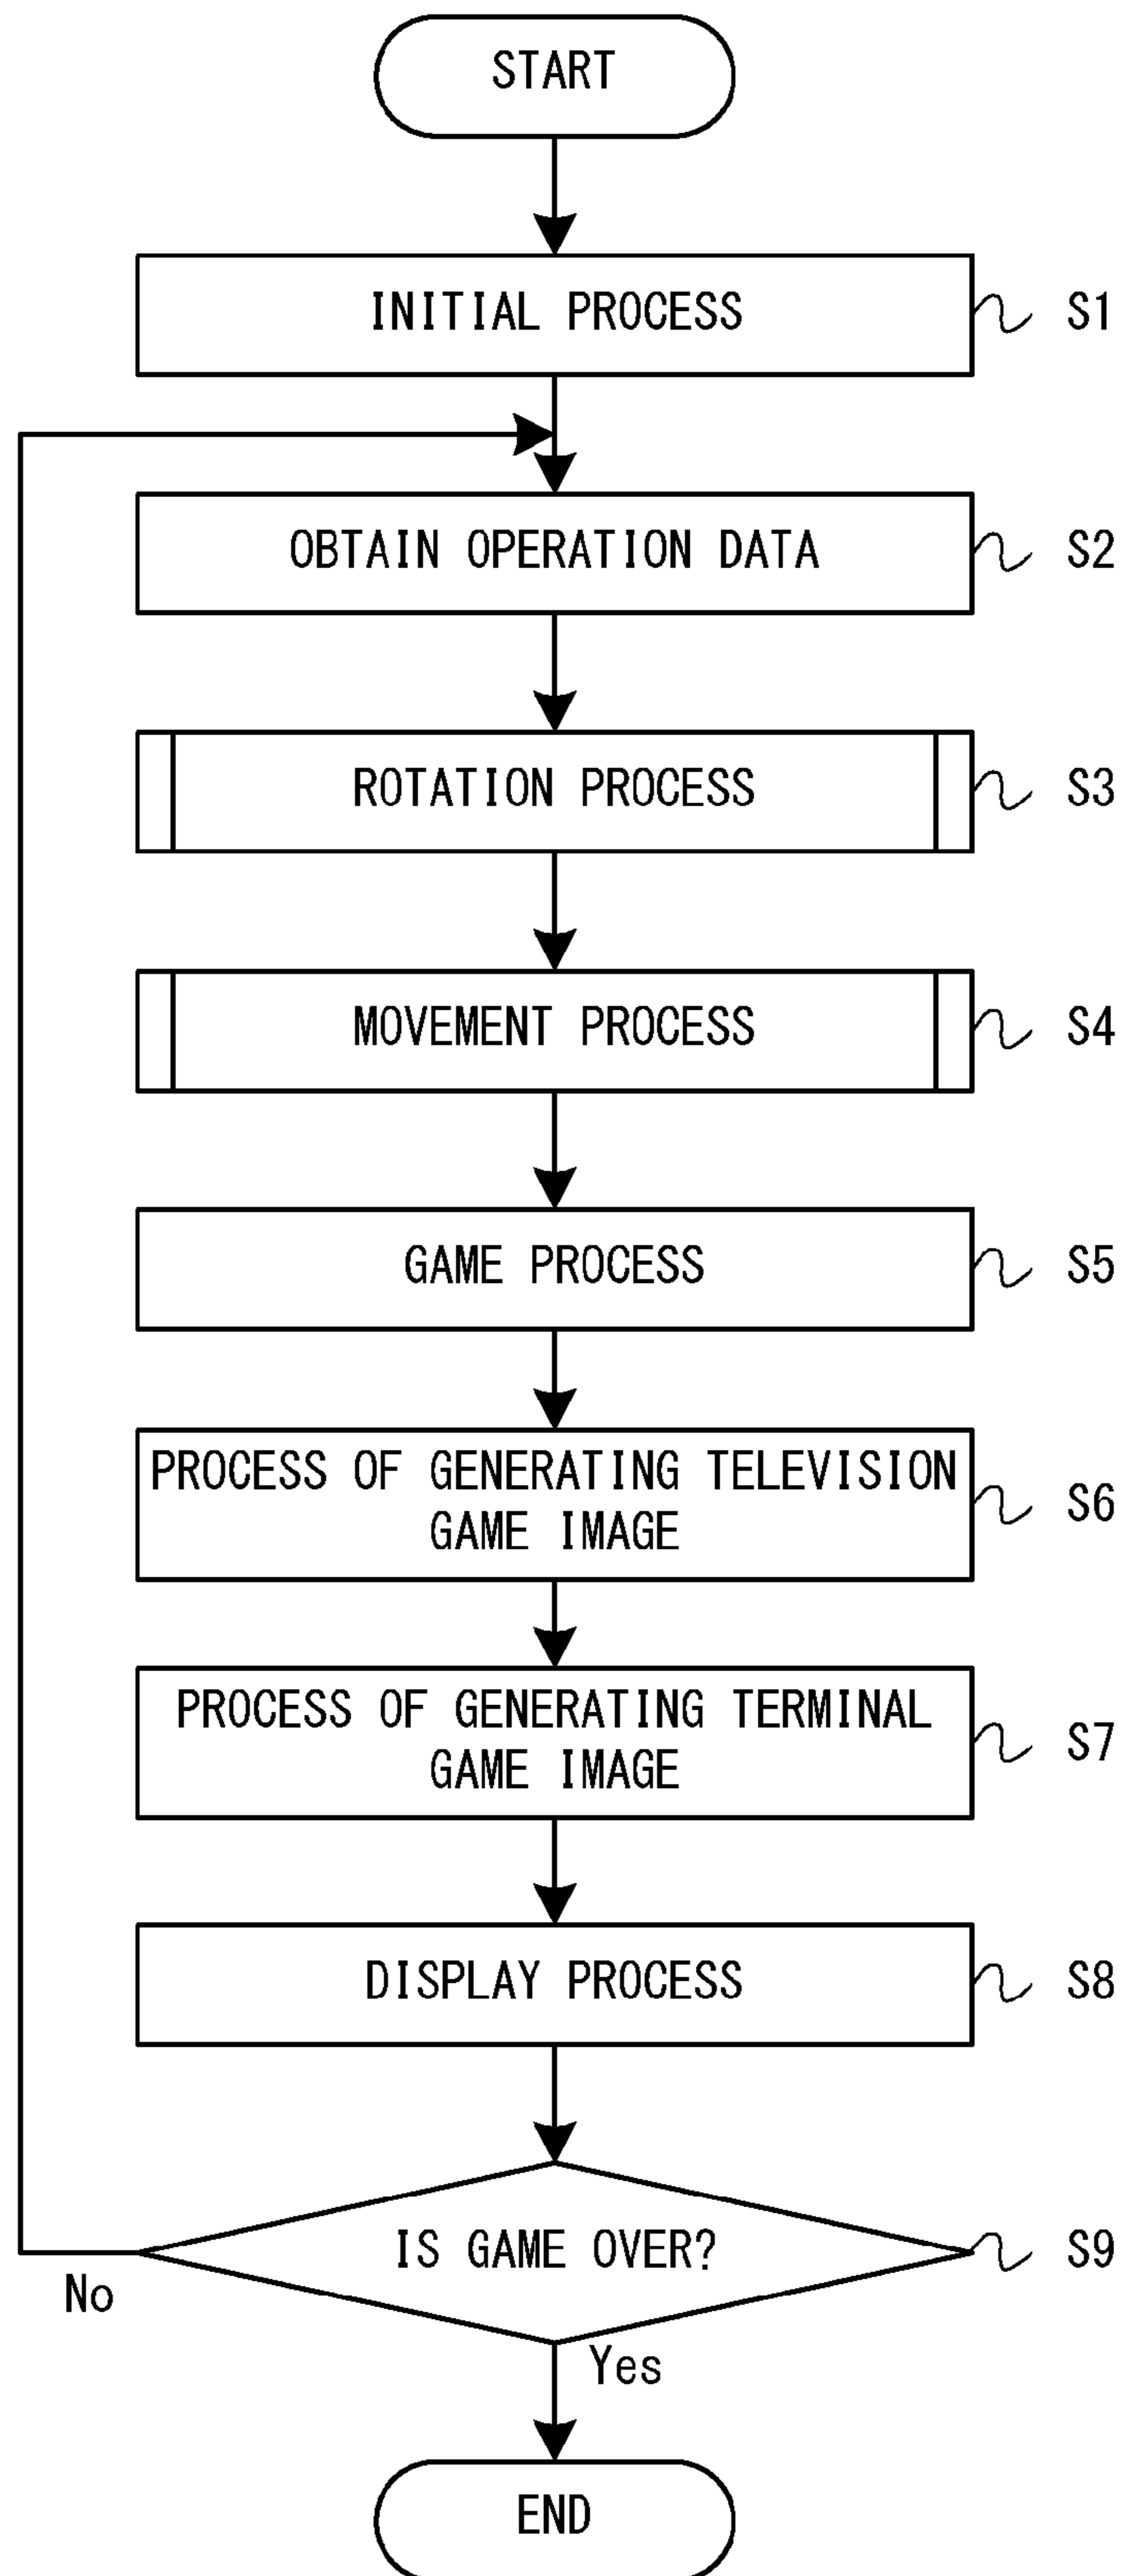 START
INITIAL PROCESS
S1
OBTAIN OPERATION DATA
S2
ROTATION PROCESS
S3
MOVEMENT PROCESS
S4
GAME PROCESS
S5
PROCESS OF GENERATING TELEVISION
GAME IMAGE
S6
PROCESS OF GENERATING TERMINAL
GAME IMAGE
S7
DISPLAY PROCESS
S8
IS GAME OVER?
S9
No
Yes
END